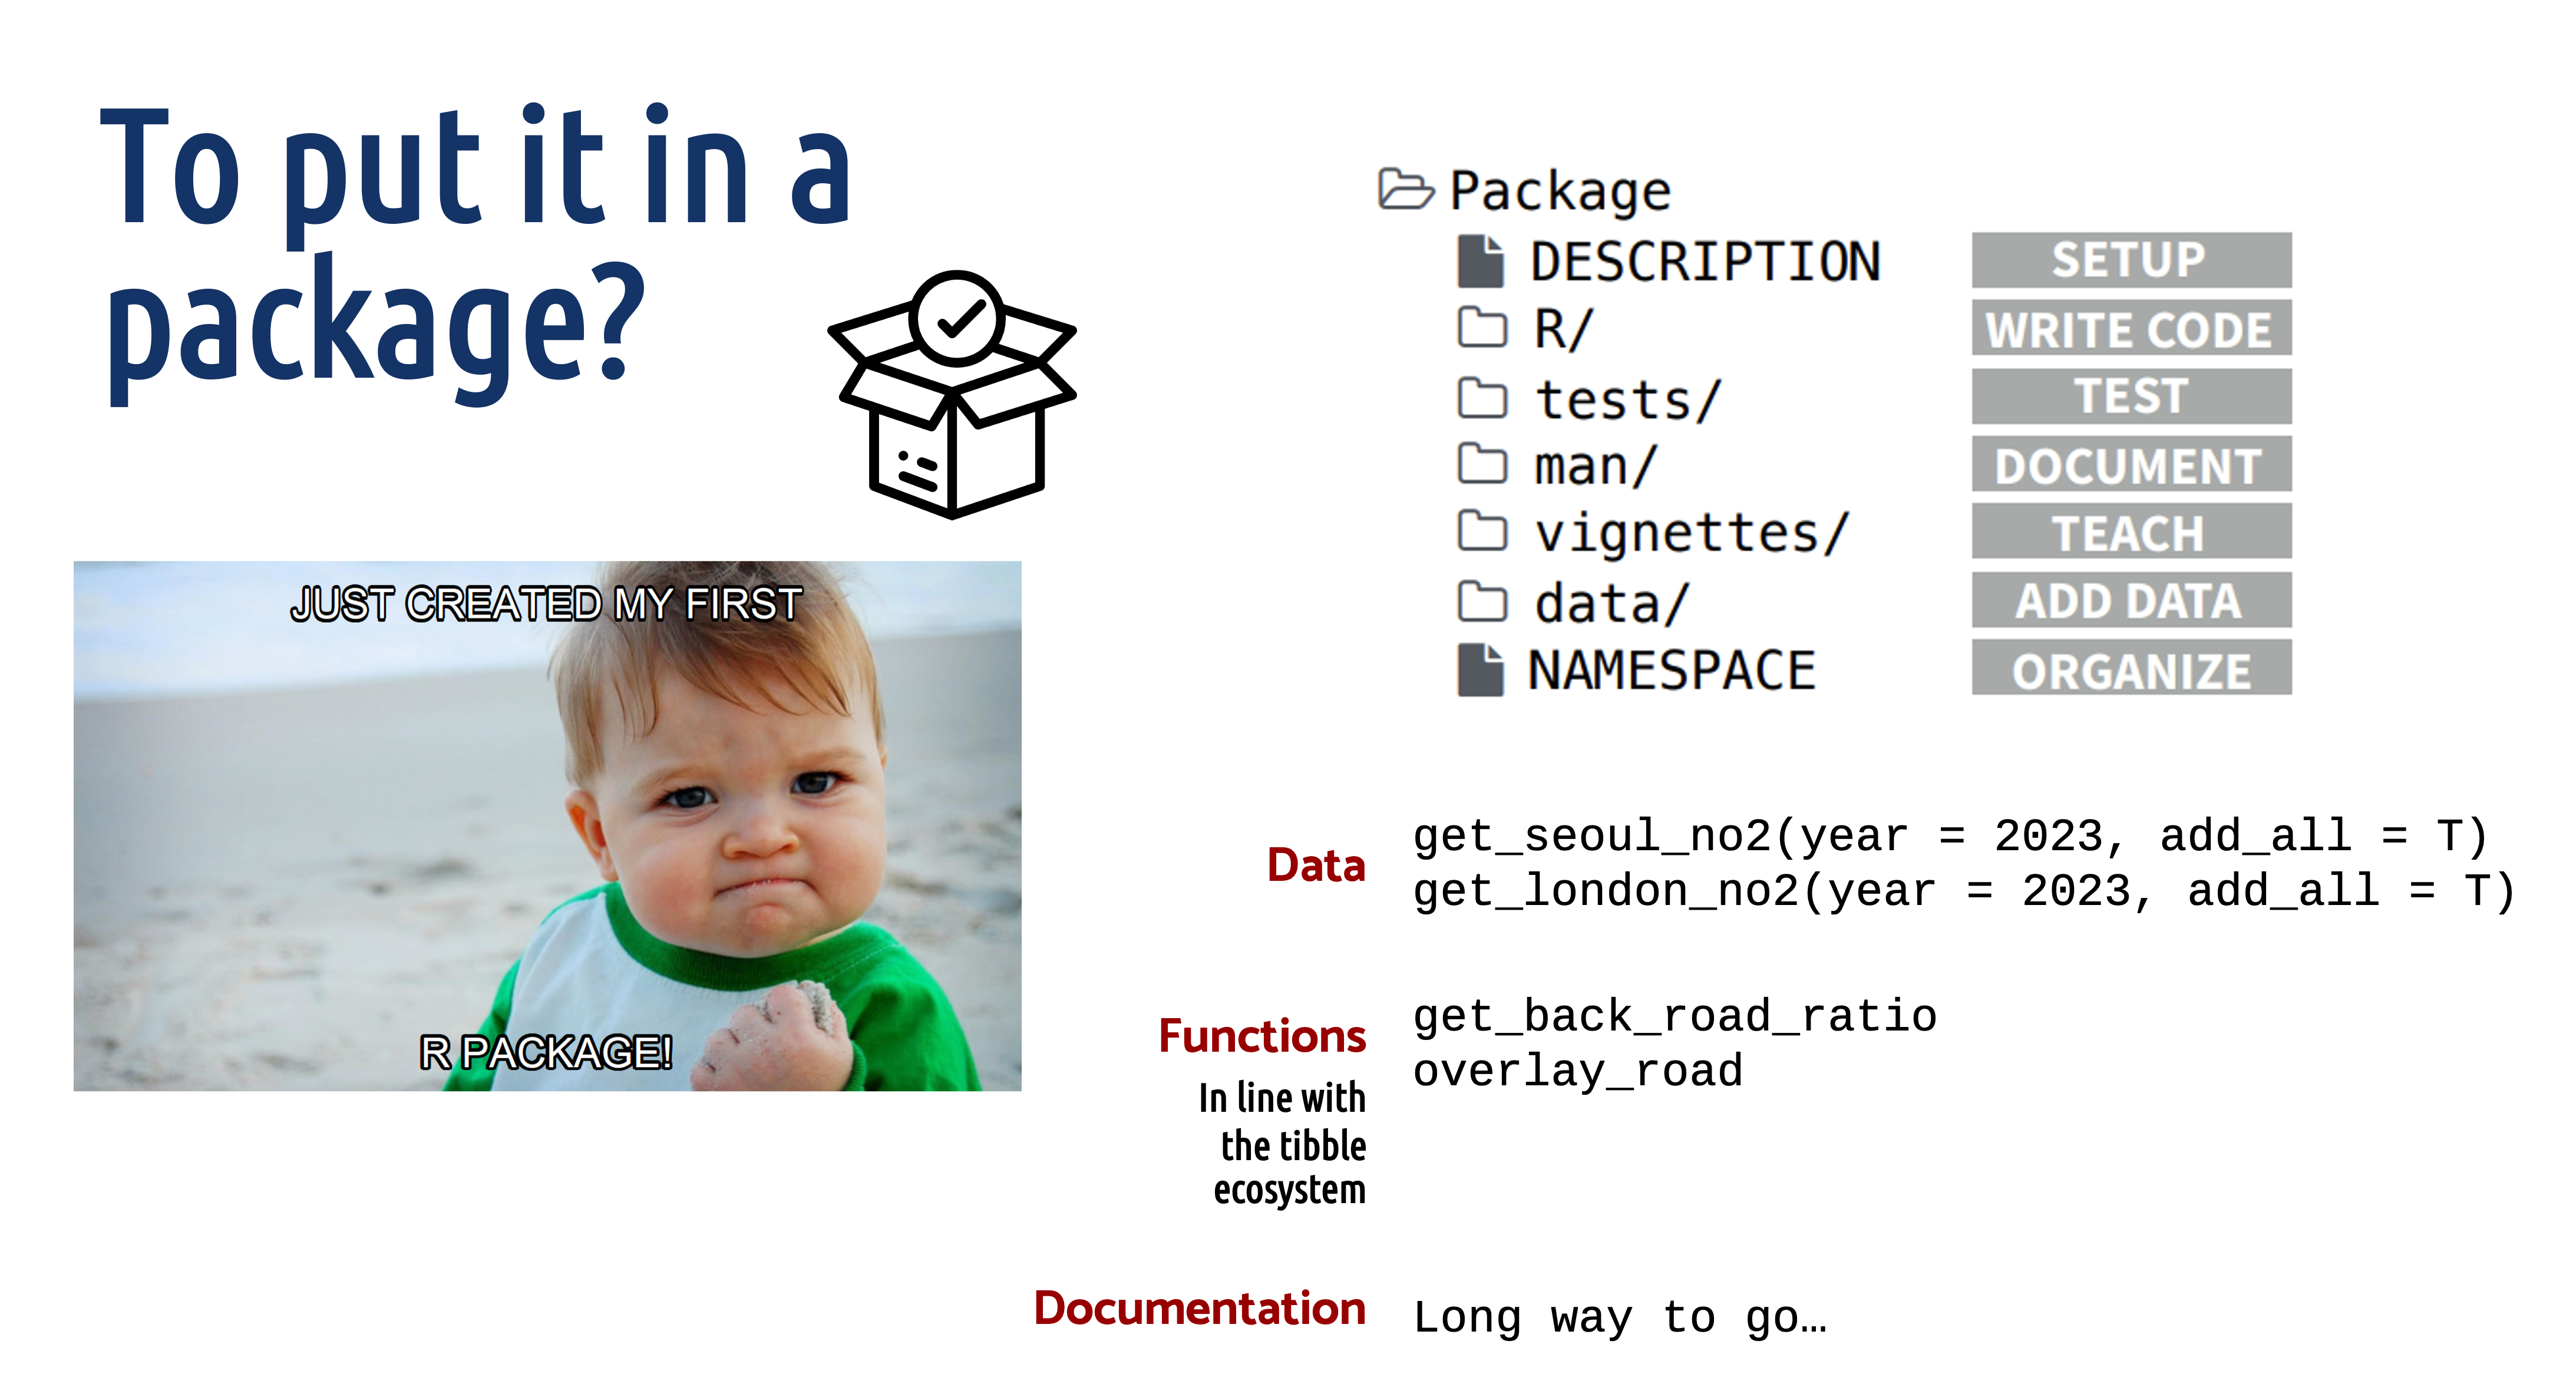 To put it in a
package?
JUST CREATED MY FIRST
R PACKAGE!
Package
DESCRIPTION SETUP
R/ WRITE CODE
tests/ TEST
man/ DOCUMENT
vignettes/ TEACH
data/ ADD DATA
NAMESPACE ORGANIZE
Data
get_seoul_no2(year = 2023, add_all = T)
get_london_no2(year = 2023, add_all = T)
Functions
In line with
the tibble
ecosystem
get_back_road_ratio
overlay_road
Documentation
Long way to go…